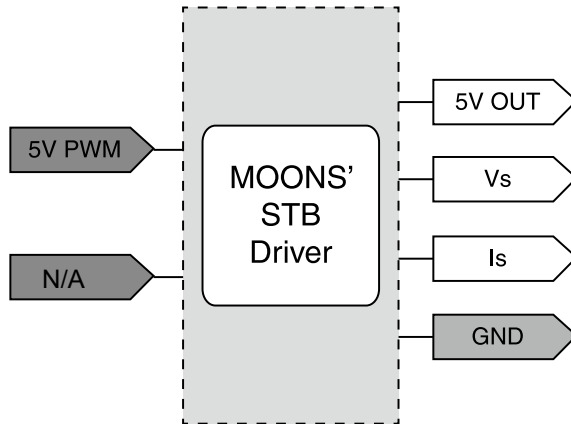 5V PWM
N/A
MOONS’
STB
Driver
5V OUT
Vs
Is
GND